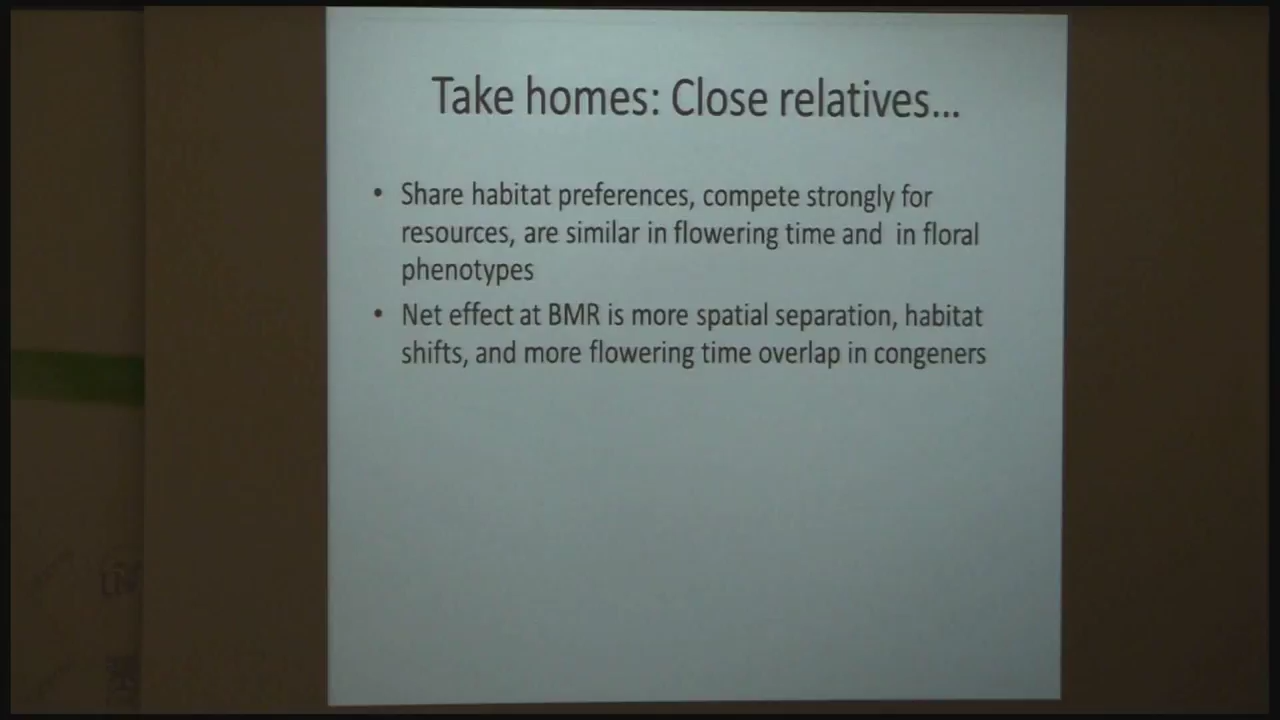 Take homes: Close relatives...
• Share habitat preferences, compete strongly for
resources, are similar in flowering time and in floral
phenotypes
• Net effect at BMR is more spatial separation, habitat
shifts, and more flowering time overlap in congeners